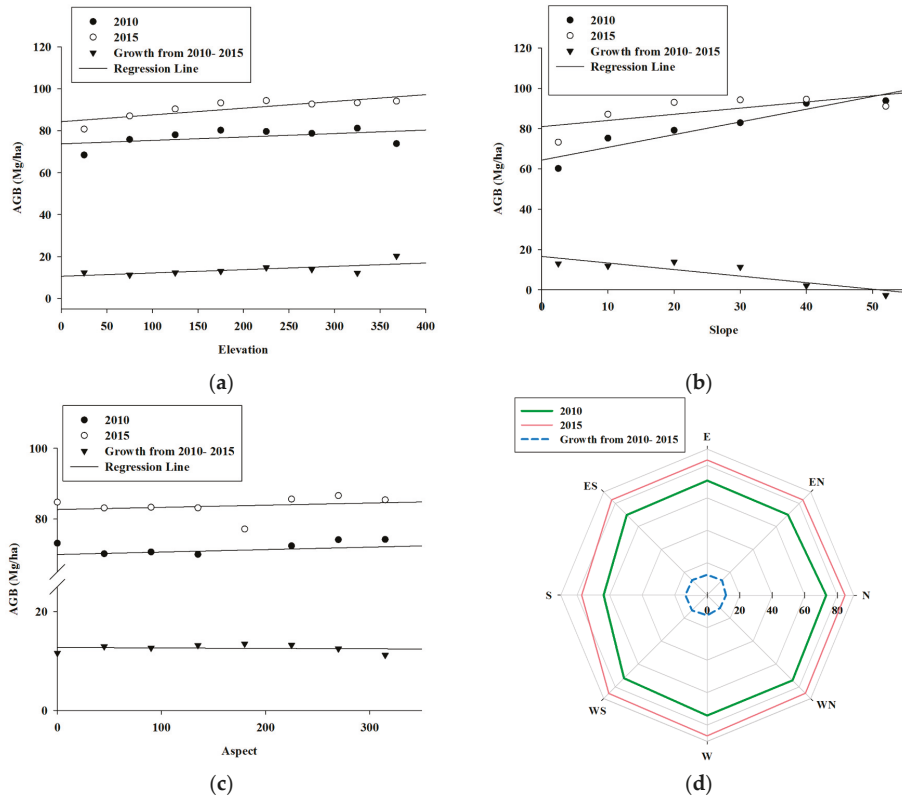 2010
2015
Growth from 2010- 2015
Regression Line
AGB (Mg/ha)
120
100
80
60
40
20
0
0 50 100 150 200 250 300 350 400
Elevation
(a)
2010
2015
Growth from 2010- 2015
Regression Line
AGB (Mg/ha)
120
100
80
60
40
20
0
0 10 20 30 40 50
Slope
(b)
2010
2015
Growth from 2010- 2015
Regression Line
AGB (Mg/ha)
100
80
20
0
0 100 200 300
Aspect
(c)
2010
2015
Growth from 2010- 2015
E
ES EN
S 0 20 40 60 80 N
WS WN
W
(d)